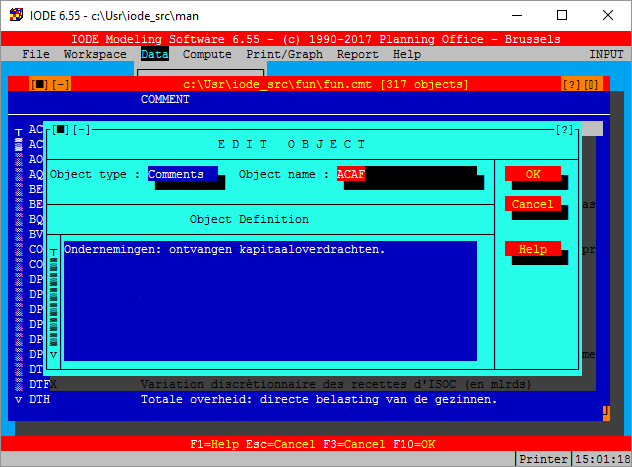 IODE 6.55 - c:\Usr\iode_src\man
IODE Modeling Software 6.55 - (c) 1990-2017 Planning Office - Brussels
File Workspace Data Compute Print/Graph Report Help INPUT
[■][-] c:\Usr\iode_src\fun\fun.cmt [317 objects] [?][▯]
COMMENT
AC [■][-] [?]
AC EDIT OBJECT
AO
AQ Object type : Comments Object name : ACAF OK
BE
BE Cancel as
BQ Object Definition
BV
CO Ondernemingen: ontvangen kapitaaloverdrachten. Help pr
CO
DP
DP
DP
DP
DP
DP me
DT
DTFX Variation discrétionnaire des recettes d'ISOC (en mlrds)
DTH Totale overheid: directe belasting van de gezinnen.
F1=Help Esc=Cancel F3=Cancel F10=OK
Printer 15:01:18